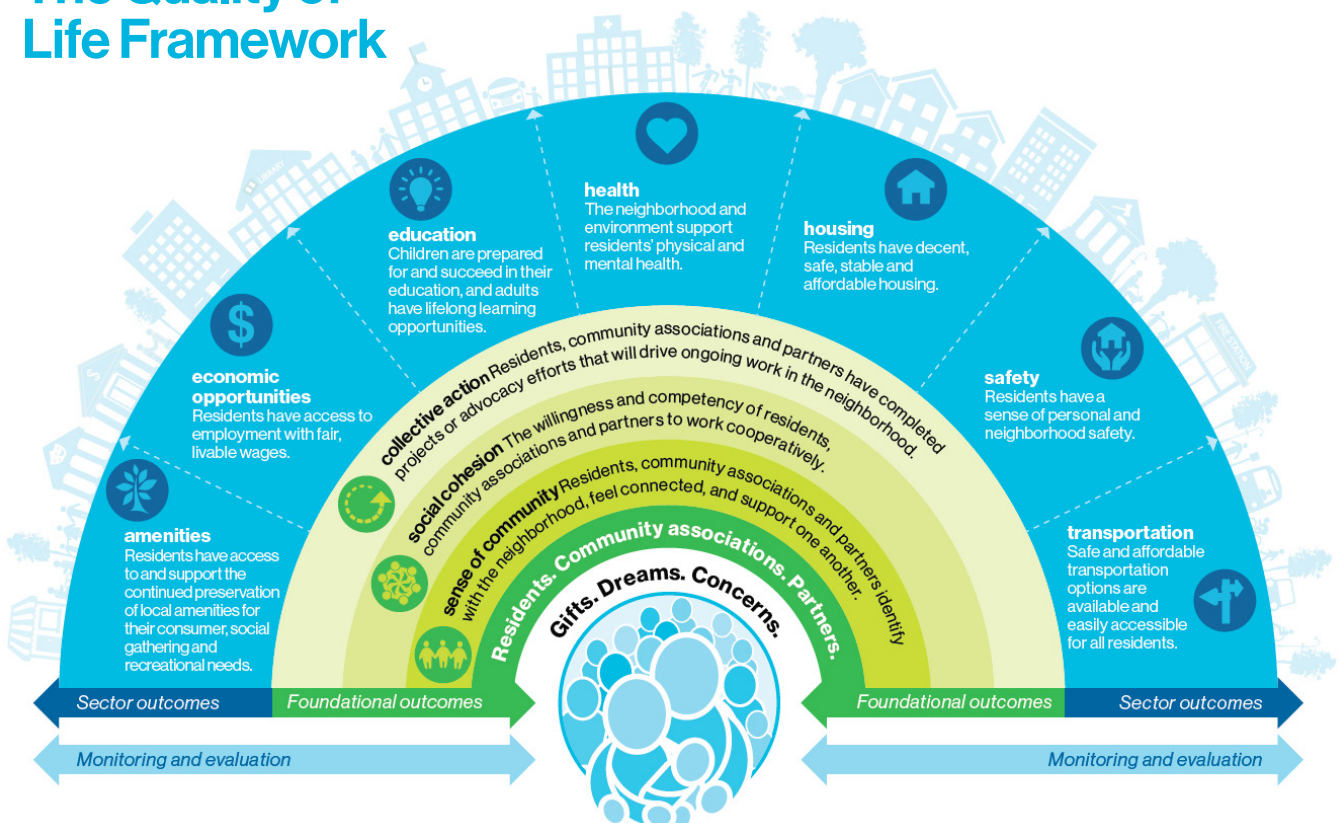 The Quality of
Life Framework
LIBRARY
FIRE STATION
$
$
amenities
Residents have access
to and support the
continued preservation
of local amenities for
their consumer, social
gathering and
recreational needs.
economic
opportunities
Residents have access to
employment with fair,
livable wages.
education
Children are prepared
for and succeed in their
education, and adults
have lifelong learning
opportunities.
health
The neighborhood and
environment support
residents' physical and
mental health.
housing
Residents have decent,
safe, stable and
affordable housing.
safety
Residents have a
sense of personal and
neighborhood safety.
transportation
Safe and affordable
transportation
options are
available and
easily accessible
for all residents.
collective action Residents, community associations and partners have completed
projects or advocacy efforts that will drive ongoing work in the neighborhood.
social cohesion The willingness and competency of residents,
community associations and partners to work cooperatively.
sense of community Residents, community associations and partners identify
with the neighborhood, feel connected, and support one another.
Residents. Community associations. Partners.
Gifts. Dreams. Concerns.
Sector outcomes
Foundational outcomes
Foundational outcomes
Sector outcomes
Monitoring and evaluation
Monitoring and evaluation